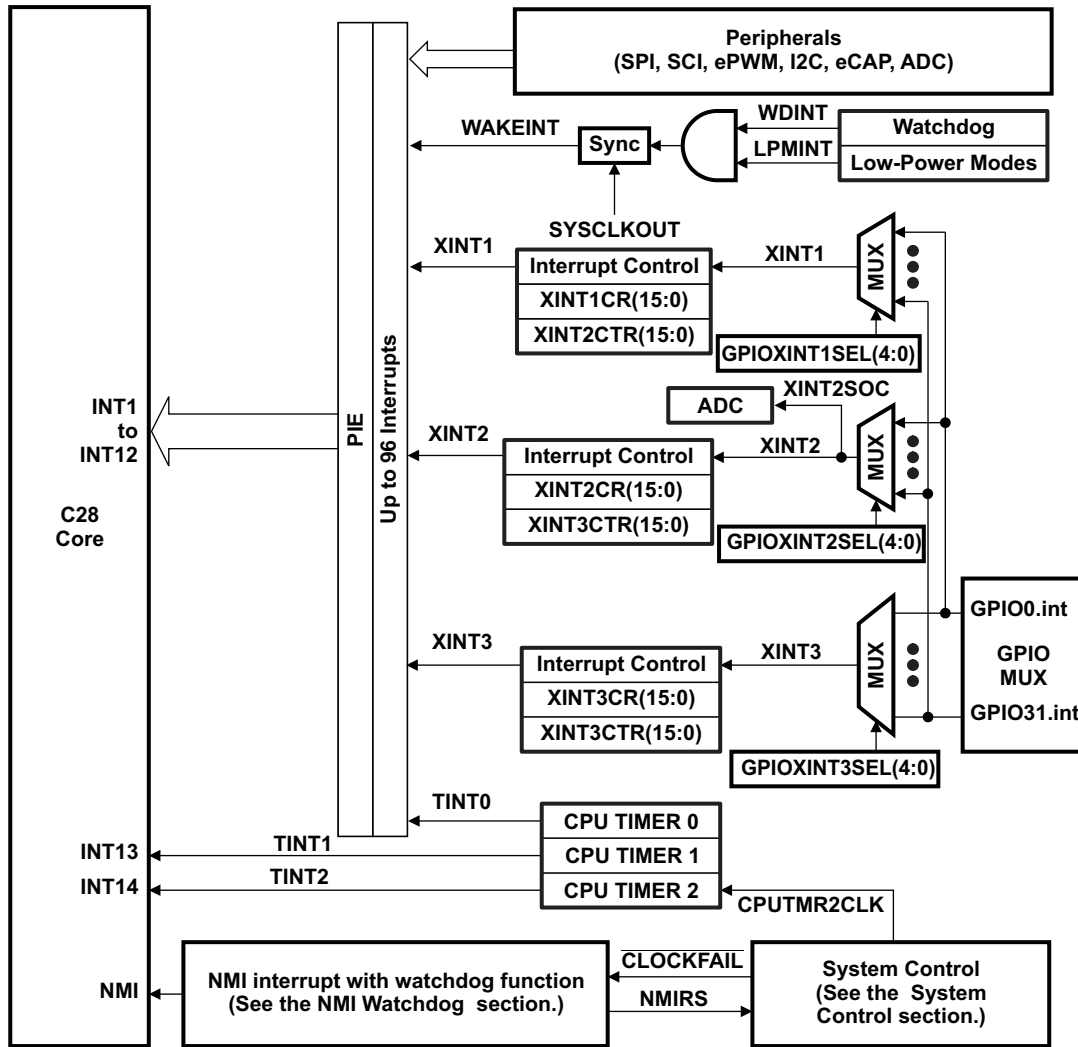 Peripherals
(SPI, SCI, ePWM, I2C, eCAP, ADC)
WDINT
Watchdog
WAKEINT
Sync
LPMINT
Low-Power Modes
SYSCLKOUT
XINT1
Interrupt Control
XINT1
MUX
XINT1CR(15:0)
XINT2CTR(15:0)
GPIOXINT1SEL(4:0)
XINT2SOC
ADC
INT1
to
INT12
PIE
Up to 96 Interrupts
XINT2
Interrupt Control
XINT2
MUX
XINT2CR(15:0)
XINT3CTR(15:0)
GPIOXINT2SEL(4:0)
C28
Core
GPIO0.int
XINT3
Interrupt Control
XINT3
MUX
GPIO
MUX
XINT3CR(15:0)
XINT3CTR(15:0)
GPIO31.int
GPIOXINT3SEL(4:0)
TINT0
CPU TIMER 0
INT13
TINT1
CPU TIMER 1
INT14
TINT2
CPU TIMER 2
CPUTMR2CLK
NMI
NMI interrupt with watchdog function
(See the NMI Watchdog section.)
CLOCKFAIL
NMIRS
System Control
(See the System
Control section.)